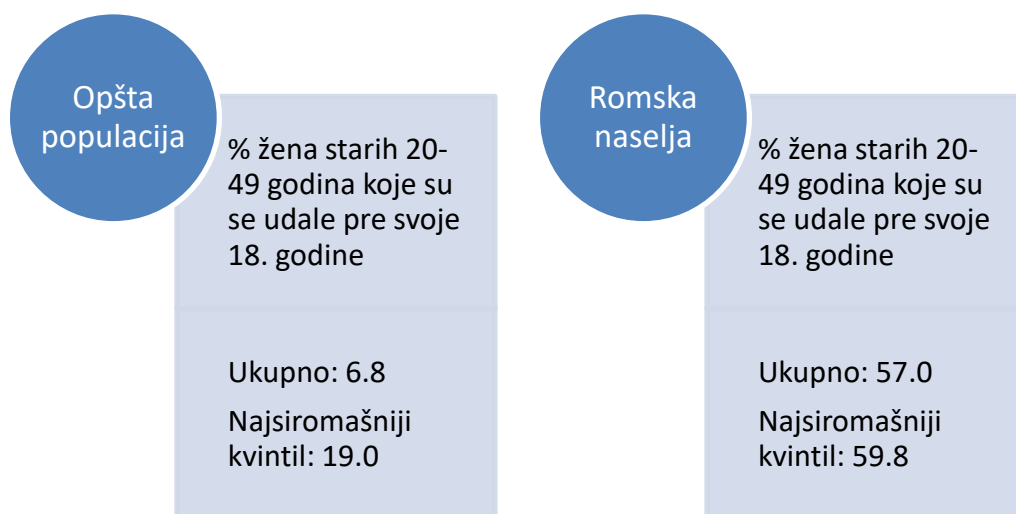 Opšta
populacija
% žena starih 20-
49 godina koje su
se udale pre svoje
18. godine
Ukupno: 6.8
Najsiromašniji
kvintil: 19.0
Romska
naselja
% žena starih 20-
49 godina koje su
se udale pre svoje
18. godine
Ukupno: 57.0
Najsiromašniji
kvintil: 59.8